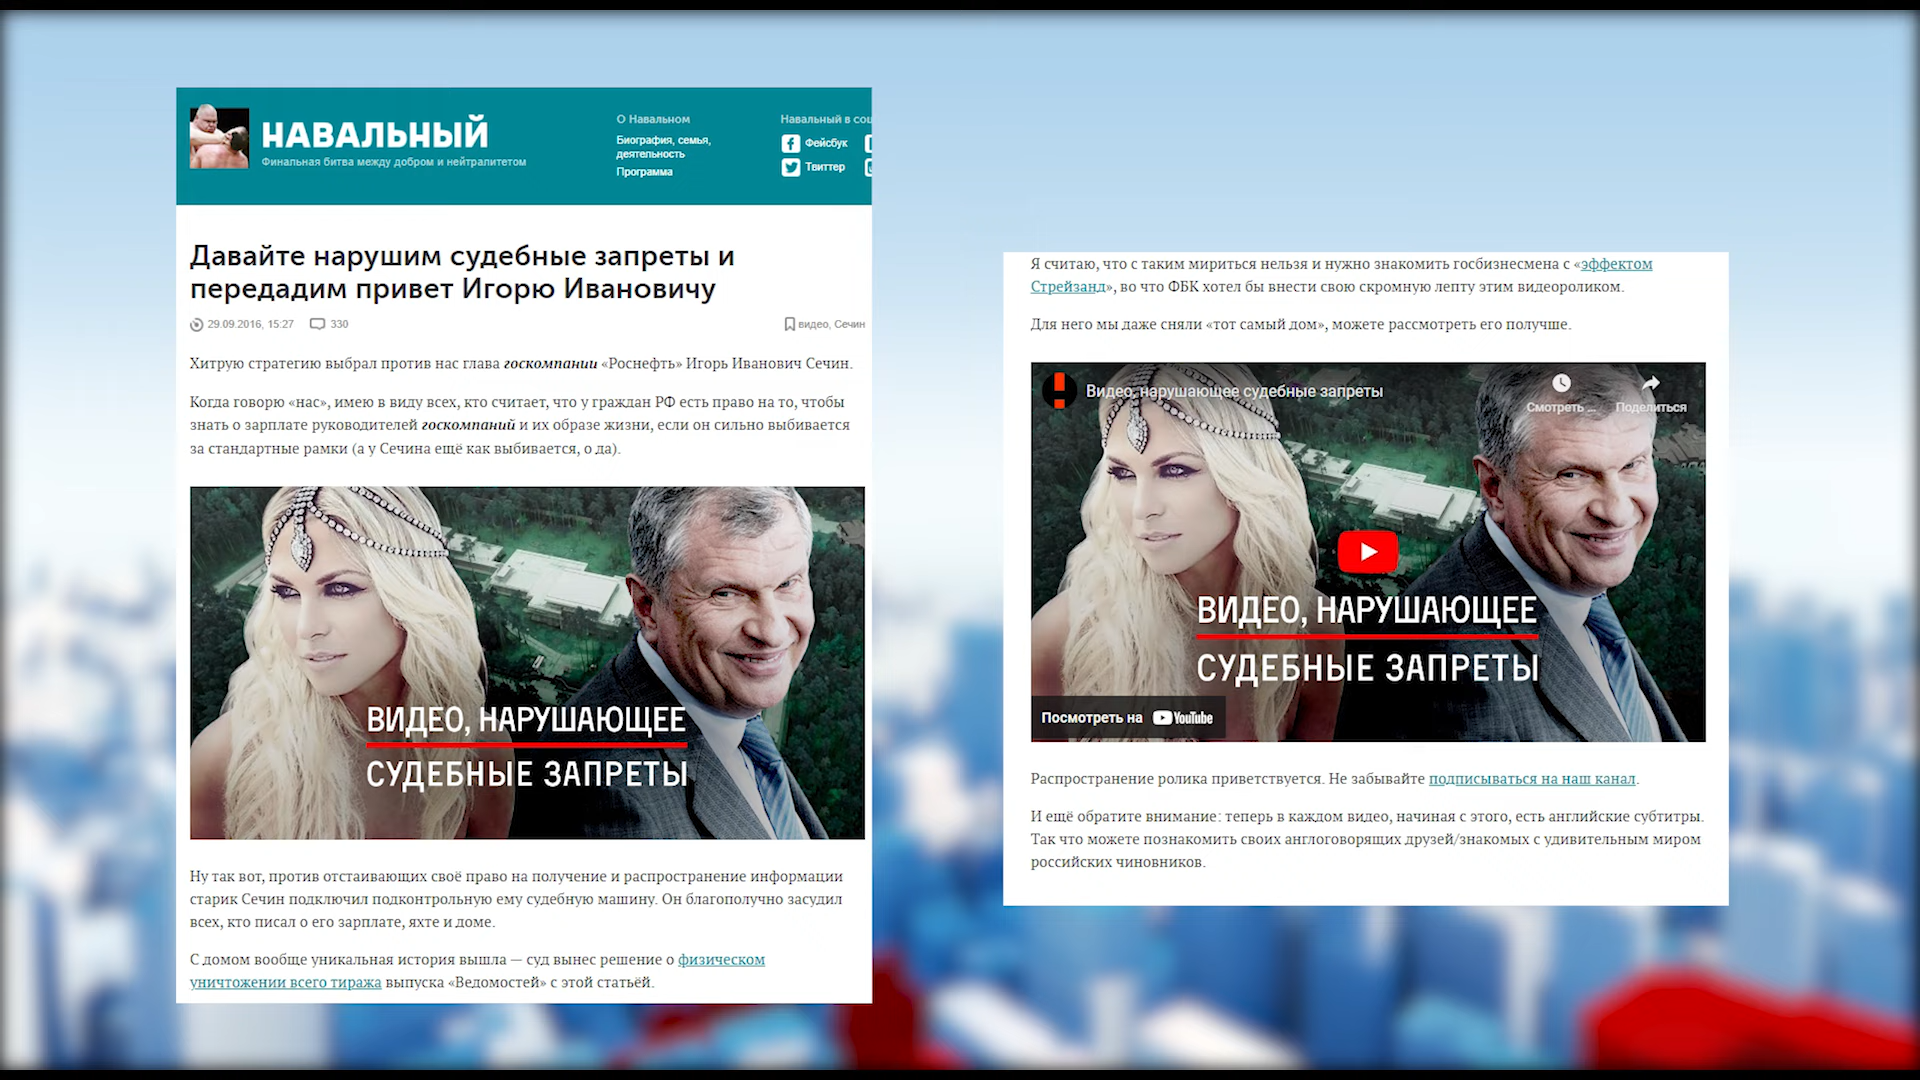 НАВАЛЬНЫЙ
Финальная битва между добром и нейтралитетом
О Навальном
Биография, семья,
деятельность
Программа
Навальный в соц
Фейсбук
Твиттер
Давайте нарушим судебные запреты и
передадим привет Игорю Ивановичу
29.09.2016, 15:27 330
видео, Сечин
Хитрую стратегию выбрал против нас глава госкомпании «Роснефть» Игорь Иванович Сечин.
Когда говорю «нас», имею в виду всех, кто считает, что у граждан РФ есть право на то, чтобы
знать о зарплате руководителей госкомпаний и их образе жизни, если он сильно выбивается
за стандартные рамки (а у Сечина ещё как выбивается, о да).
ВИДЕО, НАРУШАЮЩЕЕ
СУДЕБНЫЕ ЗАПРЕТЫ
Ну так вот, против отстаивающих своё право на получение и распространение информации
старик Сечин подключил подконтрольную ему судебную машину. Он благополучно засудил
всех, кто писал о его зарплате, яхте и доме.
С домом вообще уникальная история вышла — суд вынес решение о физическом
уничтожении всего тиража выпуска «Ведомостей» с этой статьёй.
Я считаю, что с таким мириться нельзя и нужно знакомить госбизнесмена с «эффектом
Стрейзанд», во что ФБК хотел бы внести свою скромную лепту этим видеороликом.
Для него мы даже сняли «тот самый дом», можете рассмотреть его получше.
Видео, нарушающее судебные запреты
Смотреть ...
Поделиться
ВИДЕО, НАРУШАЮЩЕЕ
СУДЕБНЫЕ ЗАПРЕТЫ
Посмотреть на YouTube
Распространение ролика приветствуется. Не забывайте подписываться на наш канал.
И ещё обратите внимание: теперь в каждом видео, начиная с этого, есть английские субтитры.
Так что можете познакомить своих англоговорящих друзей/знакомых с удивительным миром
российских чиновников.